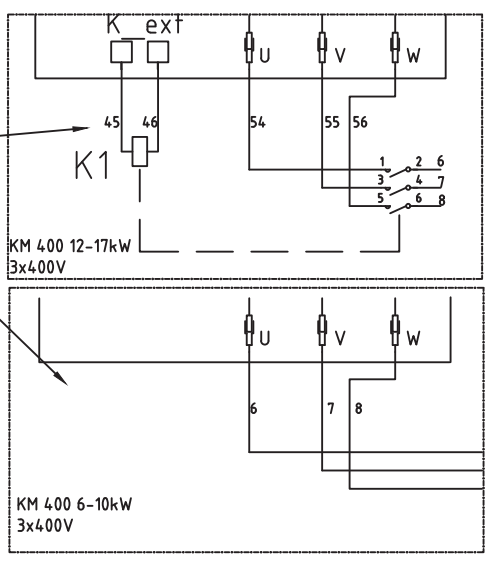 K_ext
U V W
45 46 54 55 56
K1
1 2 6
3 4 7
5 6 8
KM 400 12-17kW
3x400V
U V W
6 7 8
KM 400 6-10kW
3x400V